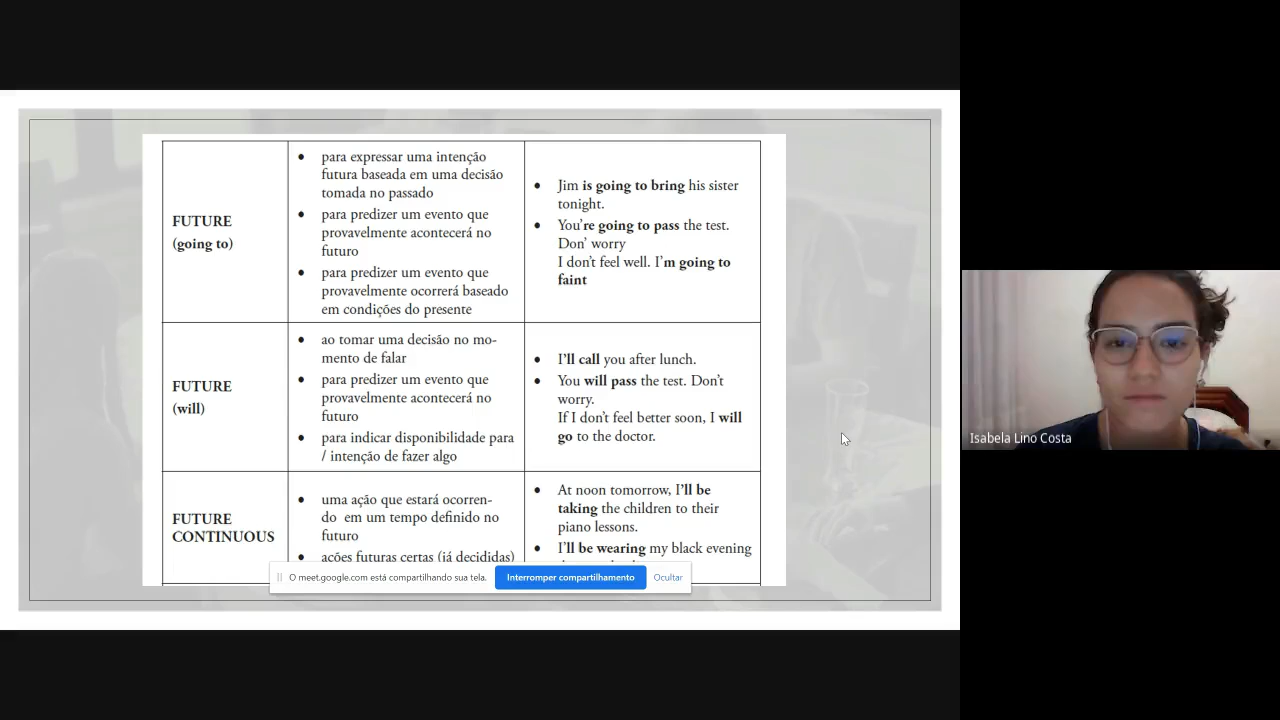 FUTURE
(going to)
• para expressar uma intenção
futura baseada em uma decisão
tomada no passado
• para predizer um evento que
provavelmente acontecerá no
futuro
• para predizer um evento que
provavelmente ocorrerá baseado
em condições do presente
• Jim is going to bring his sister
tonight.
• You're going to pass the test.
Don' worry
I don't feel well. I'm going to
faint
FUTURE
(will)
• ao tomar uma decisão no mo-
mento de falar
• para predizer um evento que
provavelmente acontecerá no
futuro
• para indicar disponibilidade para
/ intenção de fazer algo
• I'll call you after lunch.
• You will pass the test. Don't
worry.
If I don't feel better soon, I will
go to the doctor.
FUTURE
CONTINUOUS
• uma ação que estará ocorren-
do em um tempo definido no
futuro
• ações futuras certas (já decididas)
• At noon tomorrow, I'll be
taking the children to their
piano lessons.
• I'll be wearing my black evening
O meet.google.com está compartilhando sua tela.
Interromper compartilhamento
Ocultar
Isabela Lino Costa